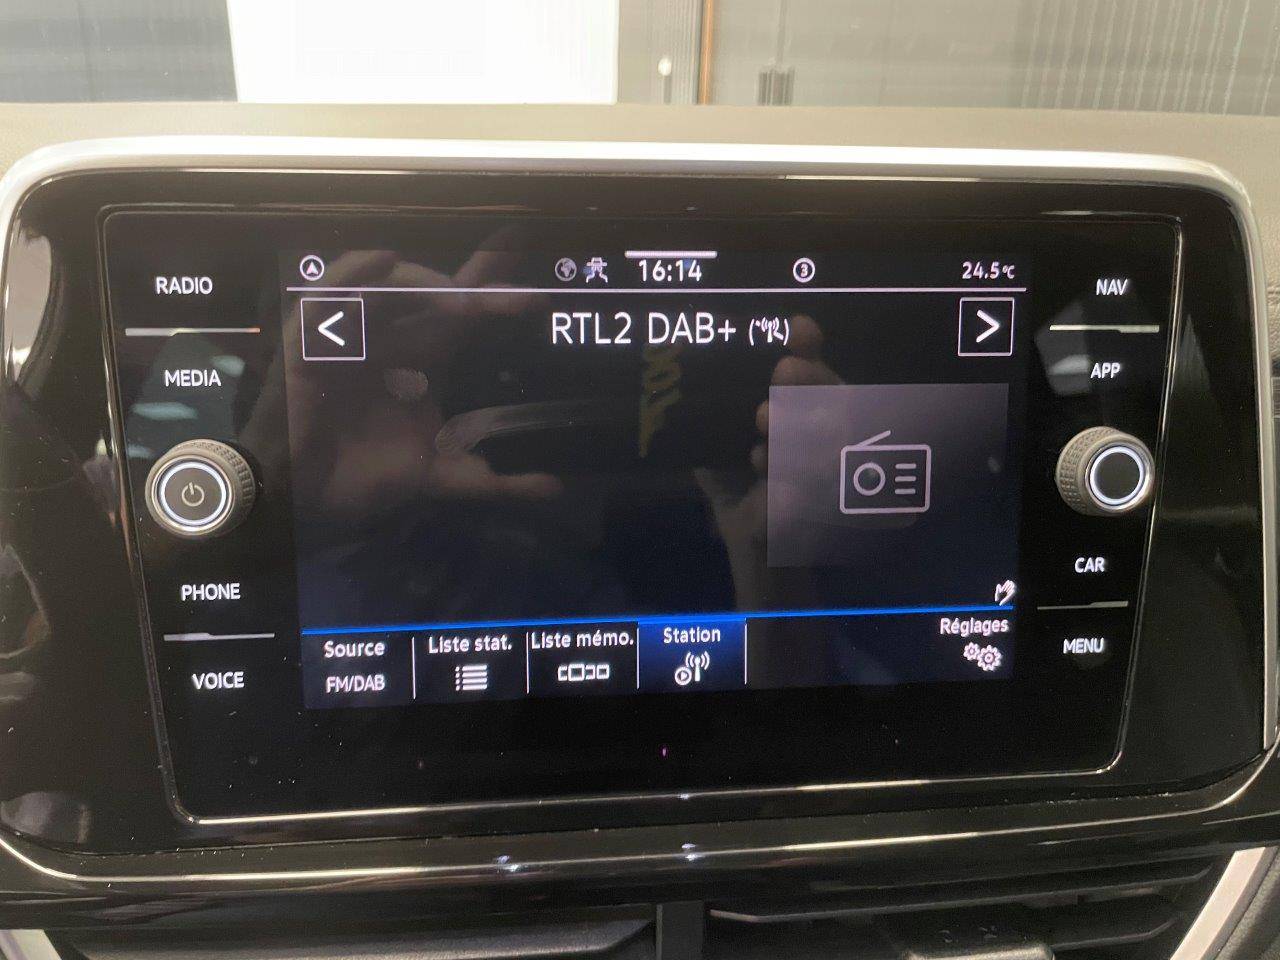 RADIO
MEDIA
PHONE
VOICE
16:14
3
24.5°C
<
RTL2 DAB+
>
Source
FM/DAB
Liste stat.
Liste mémo.
Station
Réglages
NAV
APP
CAR
MENU